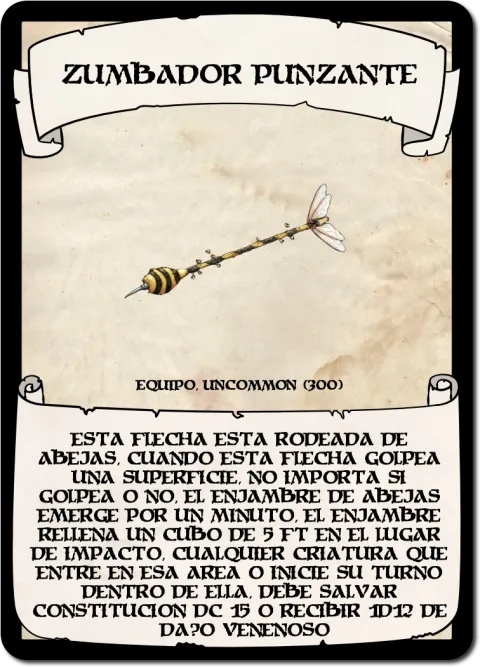 ZUMBADOR PUNZANTE
EQUIPO, UNCOMMON (300)
ESTA FLECHA ESTA RODEADA DE
ABEJAS, CUANDO ESTA FLECHA GOLPEA
UNA SUPERFICIE, NO IMPORTA SI
GOLPEA O NO, EL ENJAMBRE DE ABEJAS
EMERGE POR UN MINUTO, EL ENJAMBRE
RELLENA UN CUBO DE 5 FT EN EL LUGAR
DE IMPACTO, CUALQUIER CRIATURA QUE
ENTRE EN ESA AREA O INICIE SU TURNO
DENTRO DE ELLA, DEBE SALVAR
CONSTITUCION DC 15 O RECIBIR 1D12 DE
DA?O VENENOSO